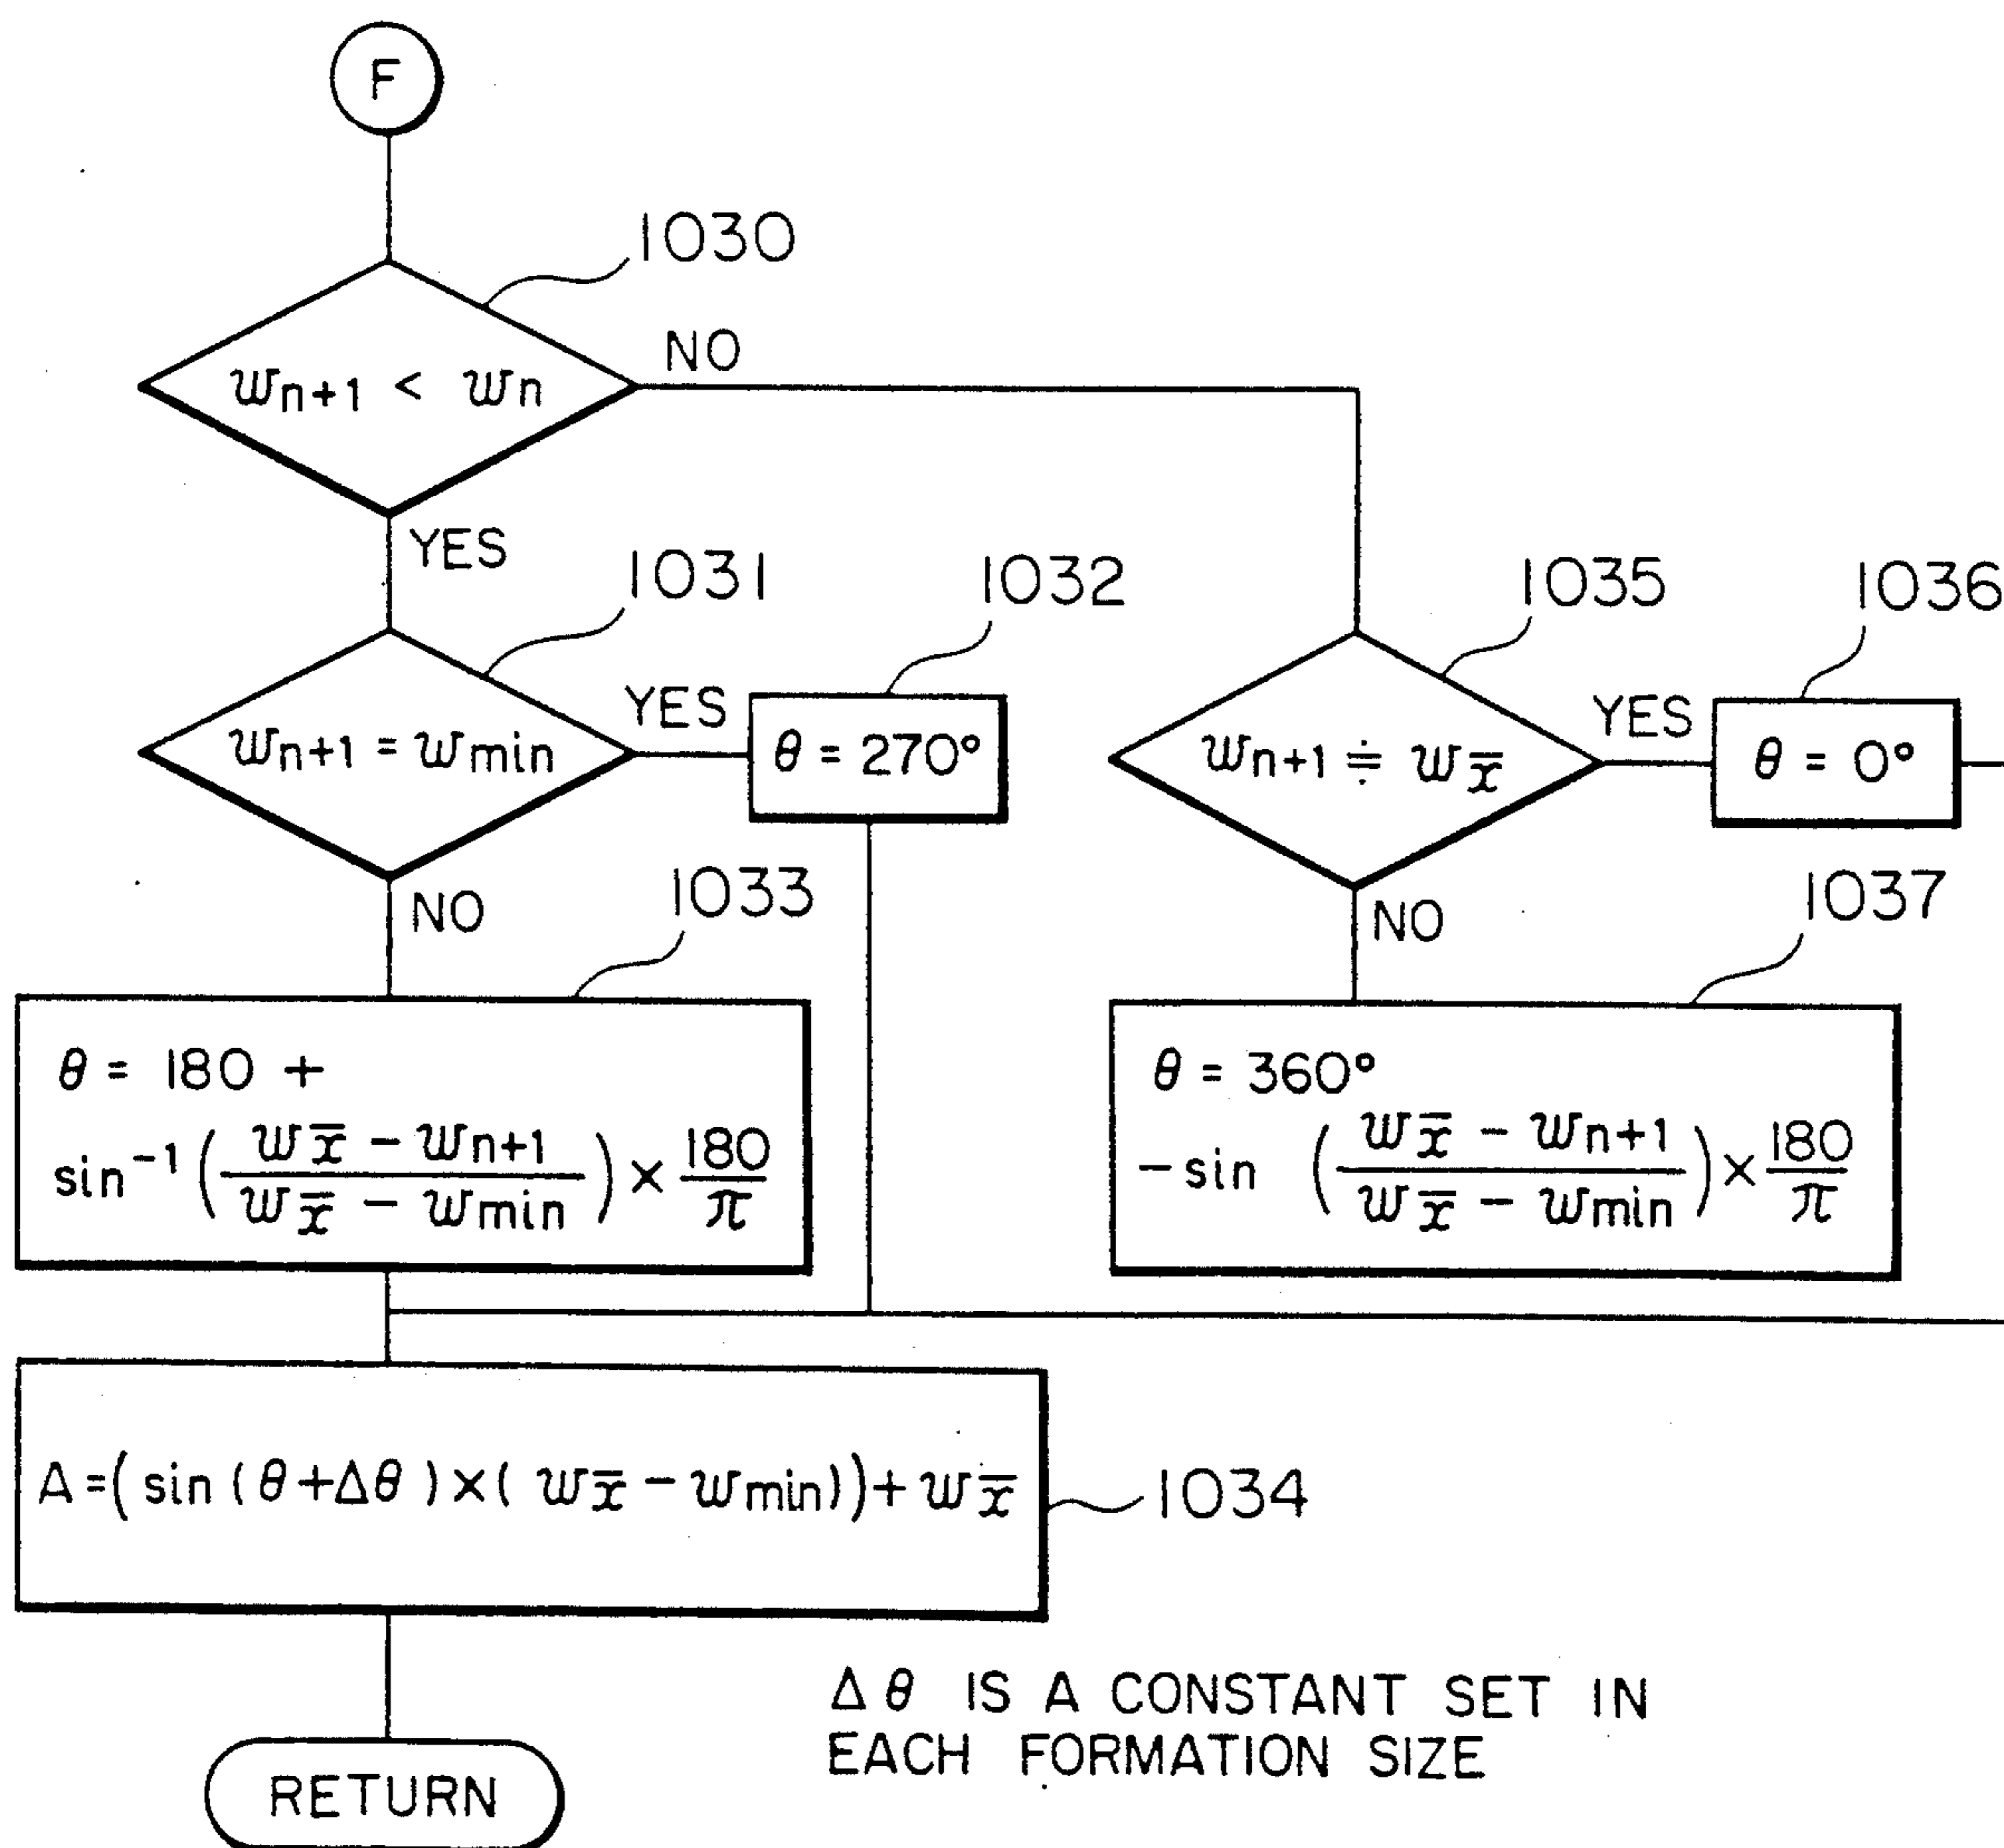 F
1030
wn+1 < wn
NO
YES
1031
1032
1035
1036
wn+1 = wmin
YES
θ = 270°
wn+1 ≑ wx̄
YES
θ = 0°
NO
1033
NO
1037
θ = 180 +
sin⁻¹ ( (wx̄ − wn+1) / (wx̄ − wmin) ) × 180/π
θ = 360°
−sin ( (wx̄ − wn+1) / (wx̄ − wmin) ) × 180/π
A = ( sin ( θ + Δθ ) × ( wx̄ − wmin )) + wx̄
1034
Δθ IS A CONSTANT SET IN
EACH FORMATION SIZE
RETURN